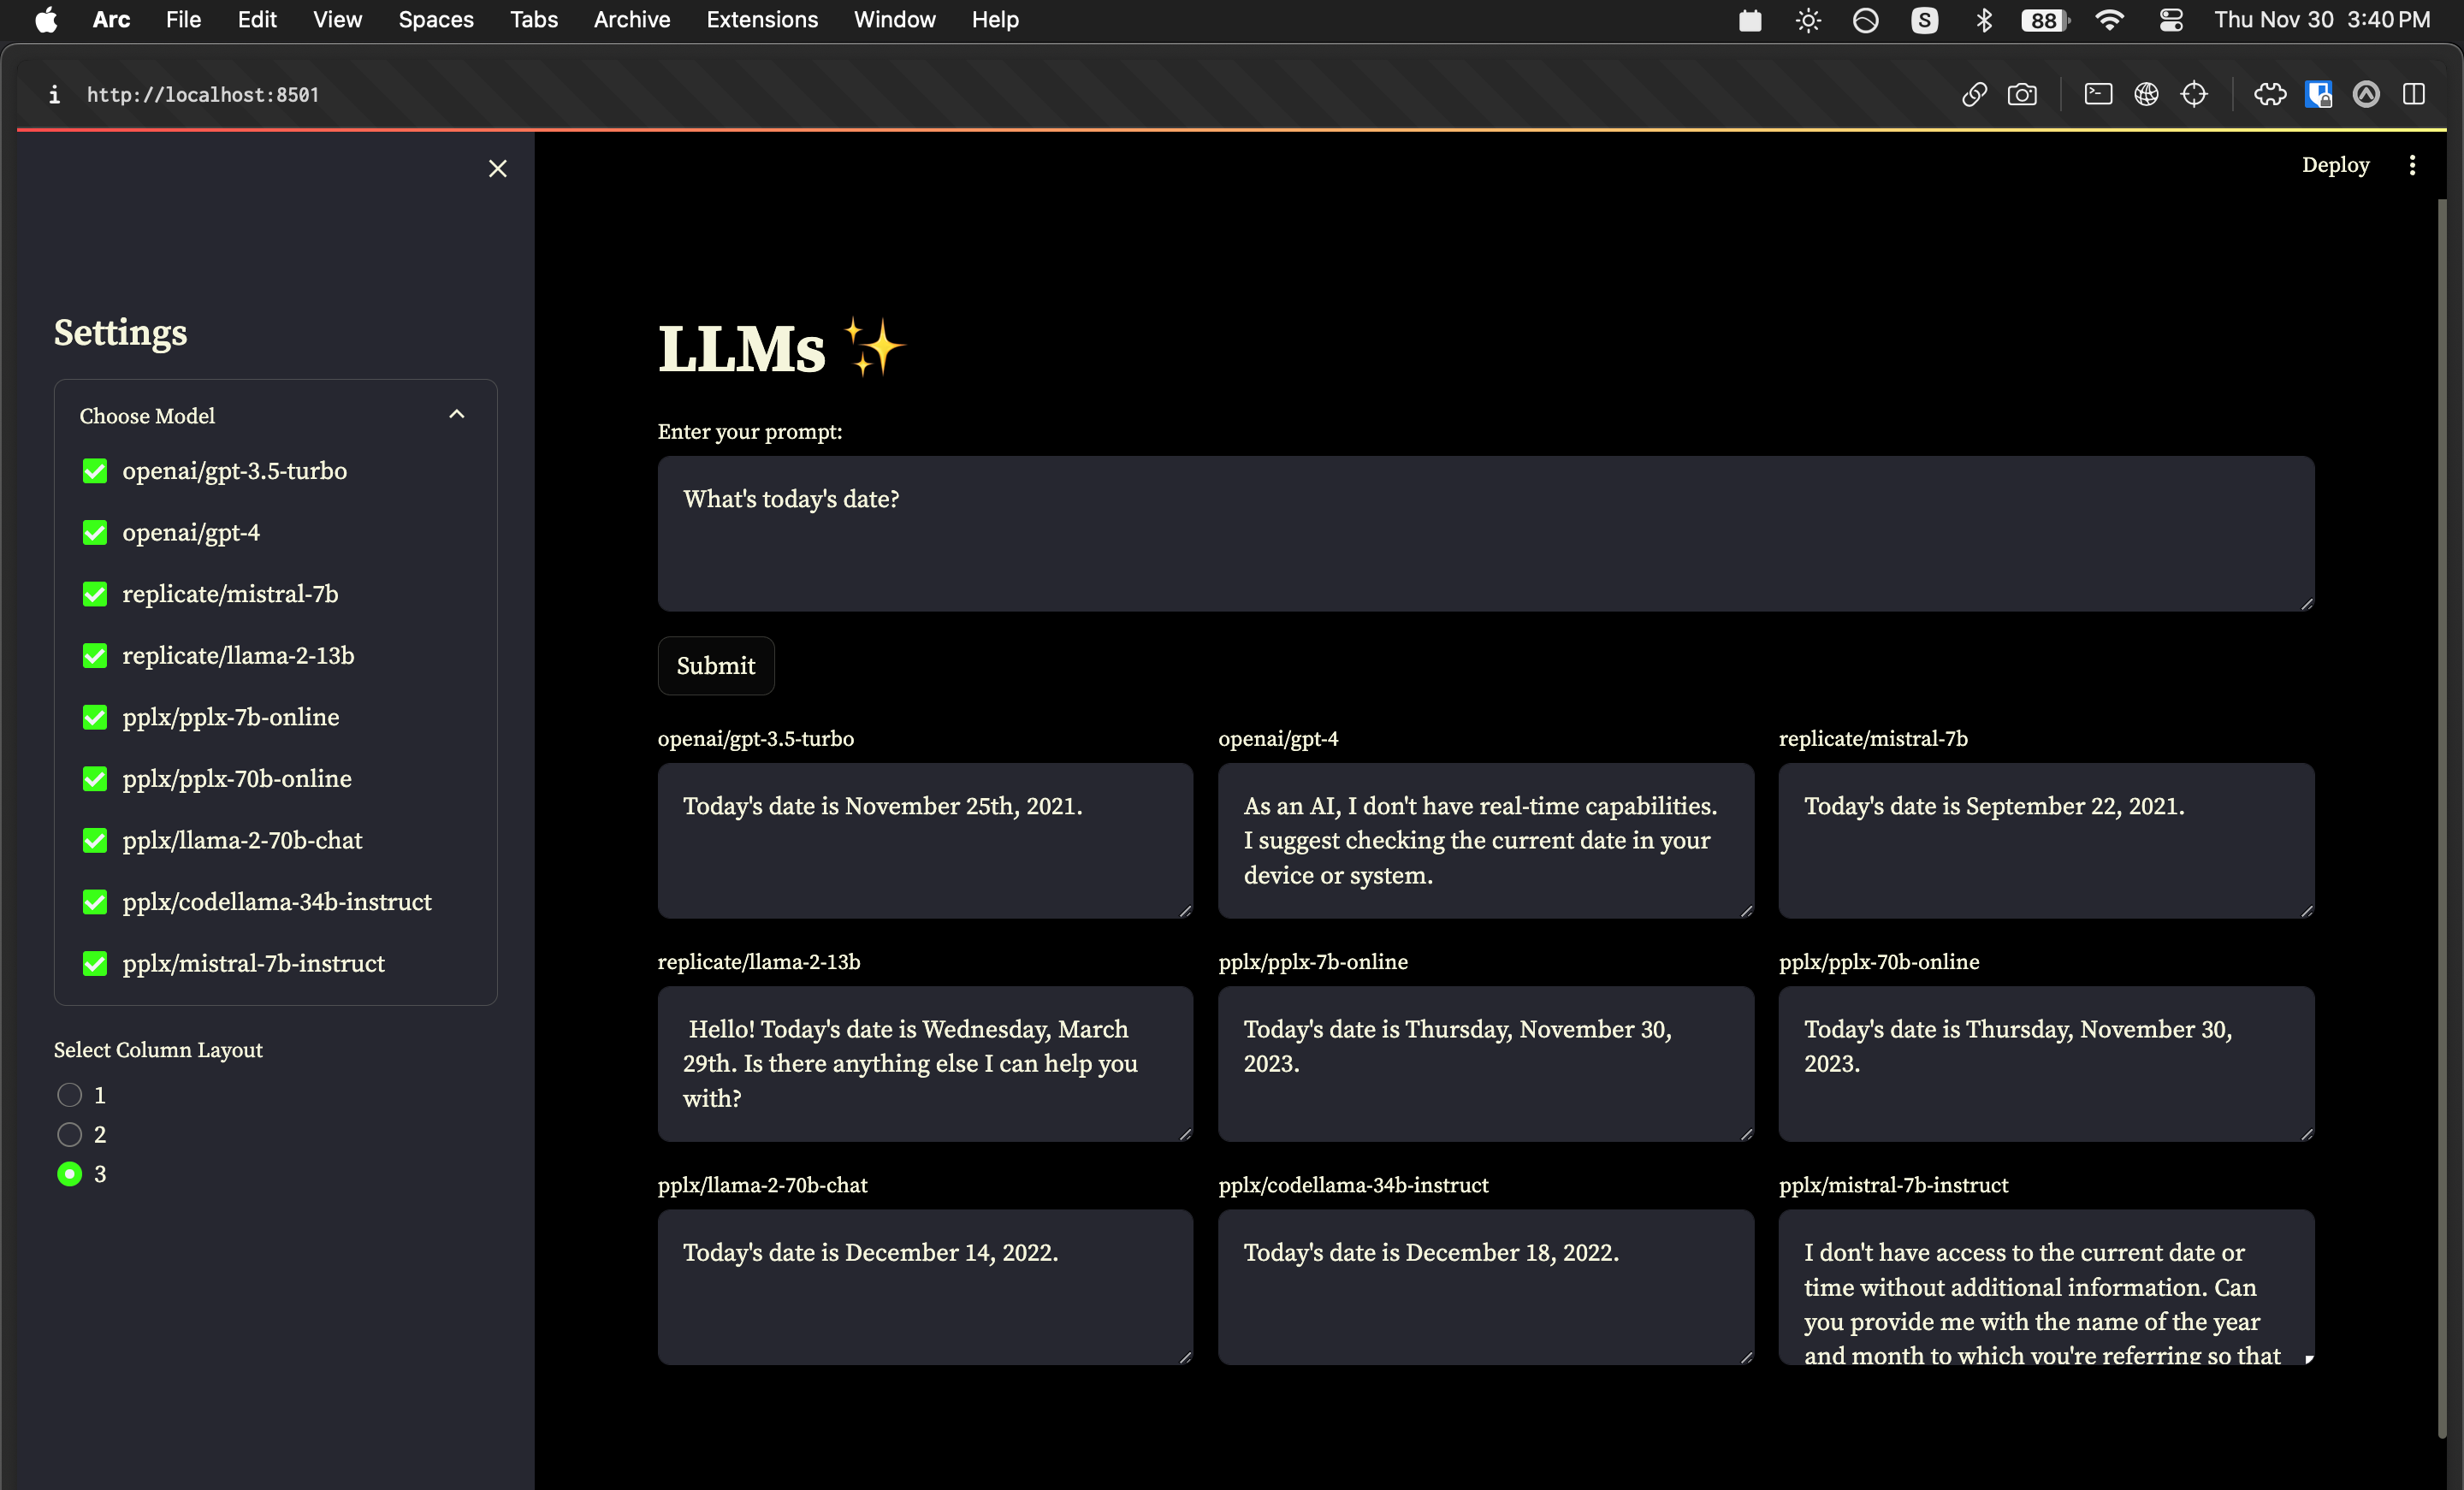 Arc File Edit View Spaces Tabs Archive Extensions Window Help S 88 Thu Nov 30 3:40 PM
http://localhost:8501
Deploy
Settings
Choose Model
openai/gpt-3.5-turbo
openai/gpt-4
replicate/mistral-7b
replicate/llama-2-13b
pplx/pplx-7b-online
pplx/pplx-70b-online
pplx/llama-2-70b-chat
pplx/codellama-34b-instruct
pplx/mistral-7b-instruct
Select Column Layout
1
2
3
LLMs ✨
Enter your prompt:
What's today's date?
Submit
openai/gpt-3.5-turbo
Today's date is November 25th, 2021.
openai/gpt-4
As an AI, I don't have real-time capabilities.
I suggest checking the current date in your
device or system.
replicate/mistral-7b
Today's date is September 22, 2021.
replicate/llama-2-13b
Hello! Today's date is Wednesday, March
29th. Is there anything else I can help you
with?
pplx/pplx-7b-online
Today's date is Thursday, November 30,
2023.
pplx/pplx-70b-online
Today's date is Thursday, November 30,
2023.
pplx/llama-2-70b-chat
Today's date is December 14, 2022.
pplx/codellama-34b-instruct
Today's date is December 18, 2022.
pplx/mistral-7b-instruct
I don't have access to the current date or
time without additional information. Can
you provide me with the name of the year
and month to which you're referring so that